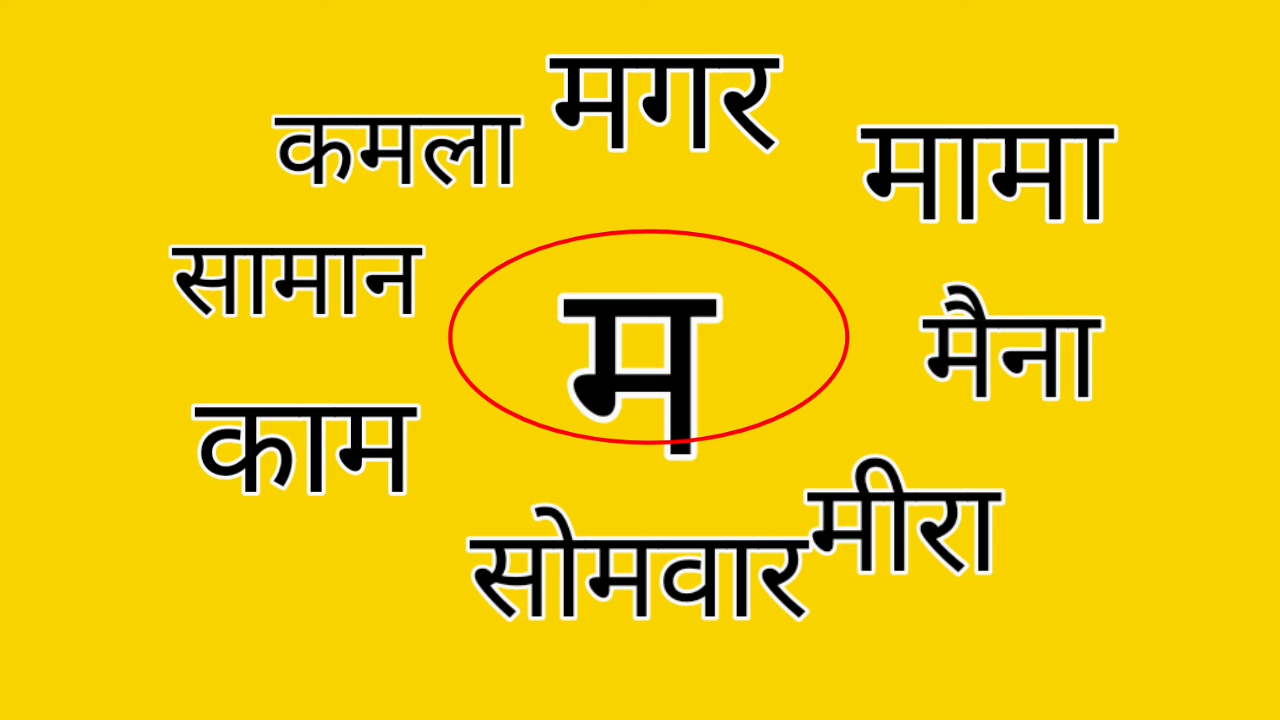 मगर
कमला
मामा
सामान
म
मैना
काम
मीरा
सोमवार